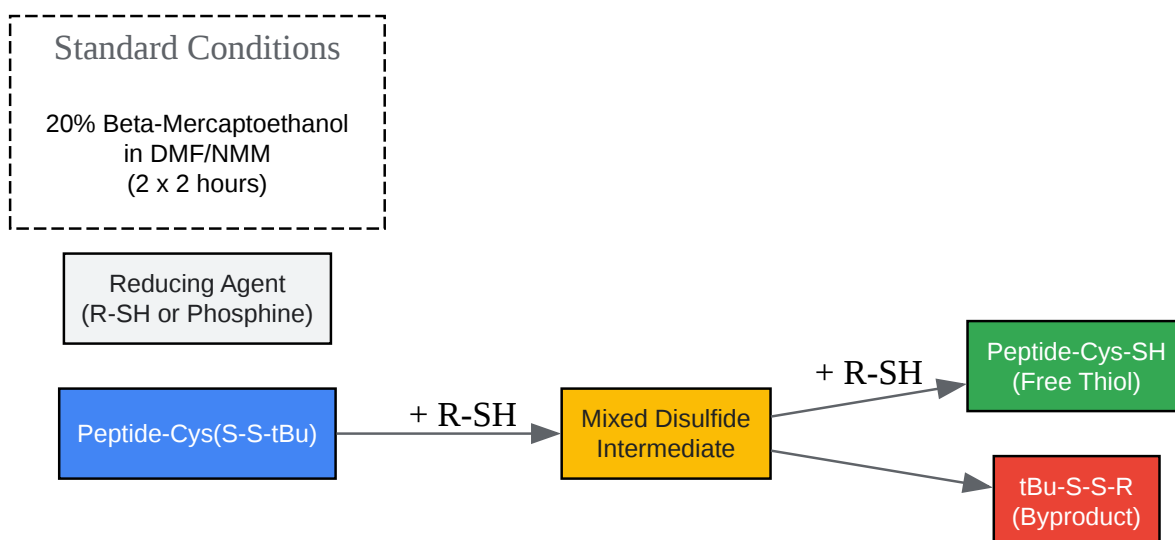 Standard Conditions
20% Beta-Mercaptoethanol
in DMF/NMM
(2 x 2 hours)
Reducing Agent
(R-SH or Phosphine)
Peptide-Cys(S-S-tBu)
+ R-SH
Mixed Disulfide
Intermediate
+ R-SH
Peptide-Cys-SH
(Free Thiol)
tBu-S-S-R
(Byproduct)